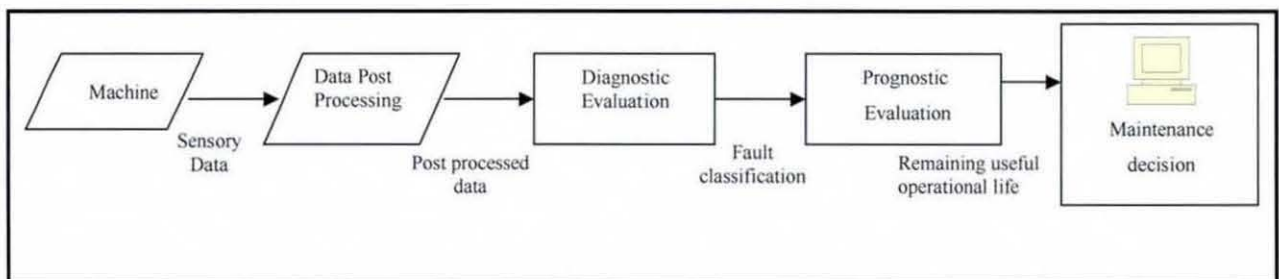 Machine
Sensory
Data
Data Post
Processing
Post processed
data
Diagnostic
Evaluation
Fault
classification
Prognostic
Evaluation
Remaining useful
operational life
Maintenance
decision